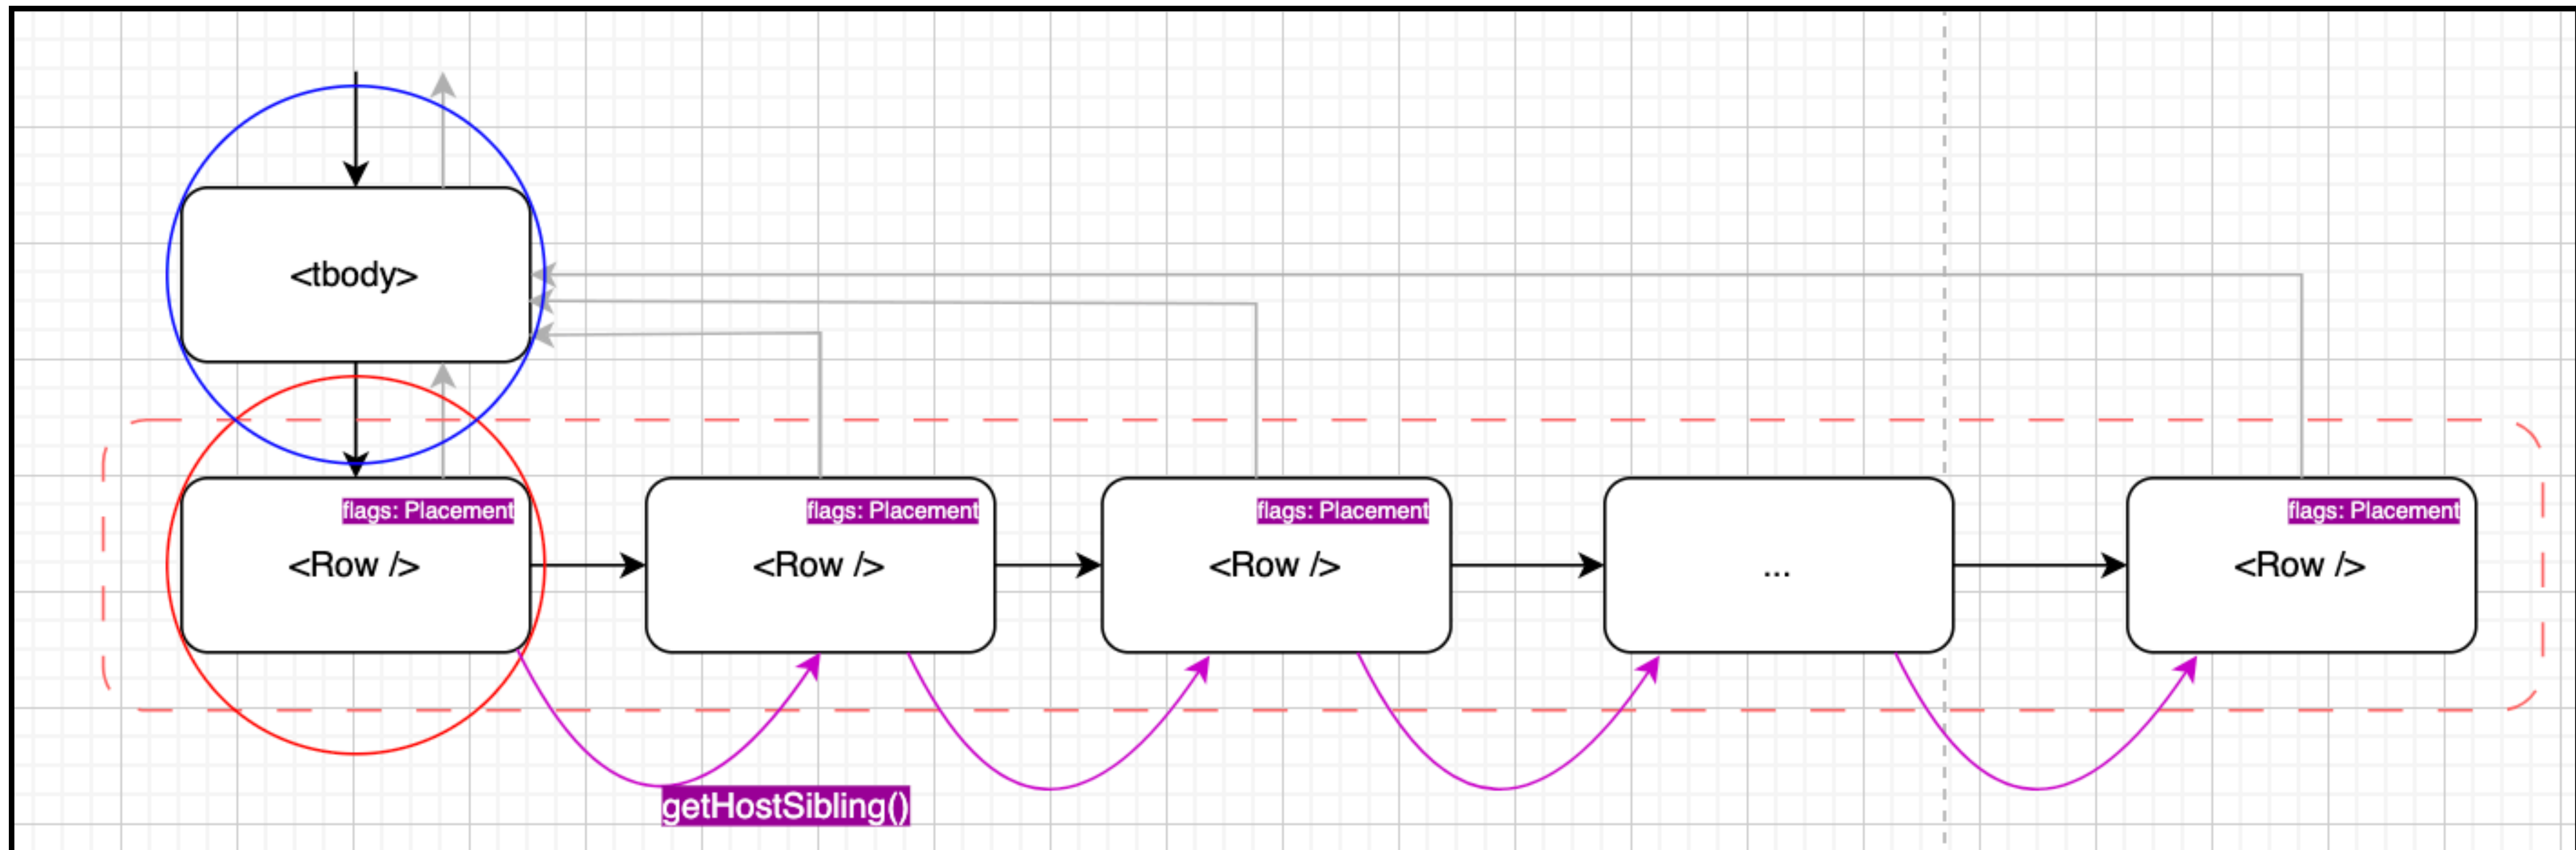 <tbody>
flags: Placement
<Row />
flags: Placement
<Row />
flags: Placement
<Row />
...
flags: Placement
<Row />
getHostSibling()